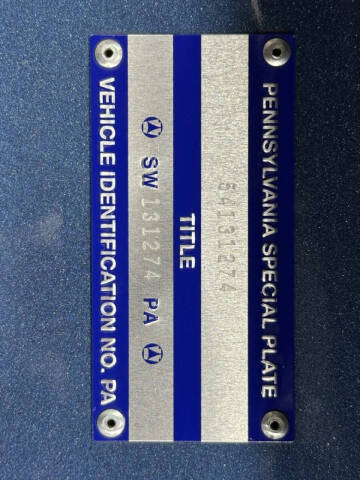 PENNSYLVANIA SPECIAL PLATE
54131274
TITLE
SW 131274 PA
VEHICLE IDENTIFICATION NO. PA